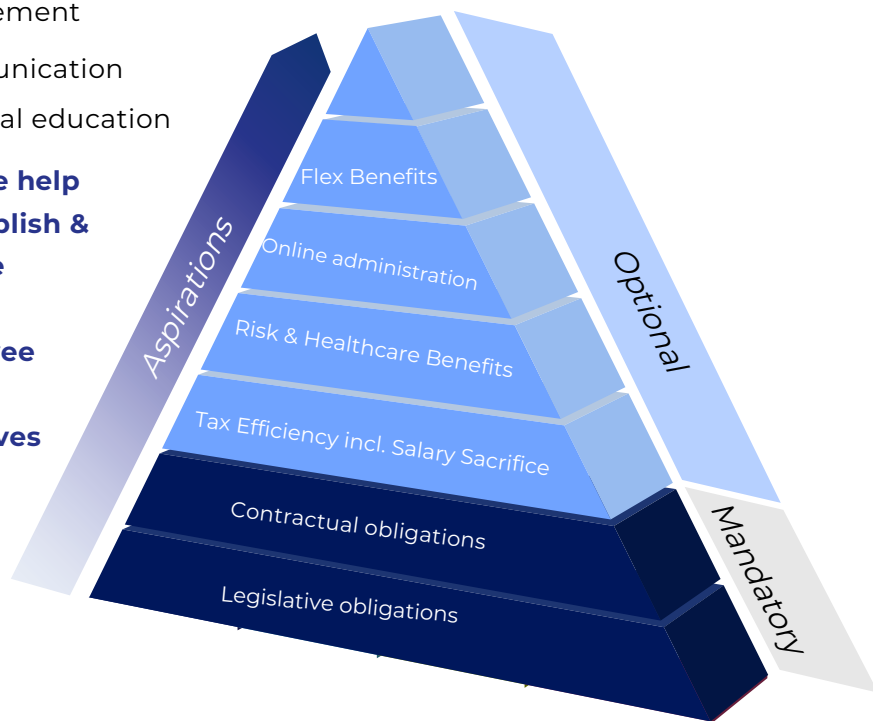 ement
unication
al education
e help
blish &
e
ee
ves
Aspirations
Flex Benefits
Online administration
Risk & Healthcare Benefits
Tax Efficiency incl. Salary Sacrifice
Contractual obligations
Legislative obligations
Optional
Mandatory